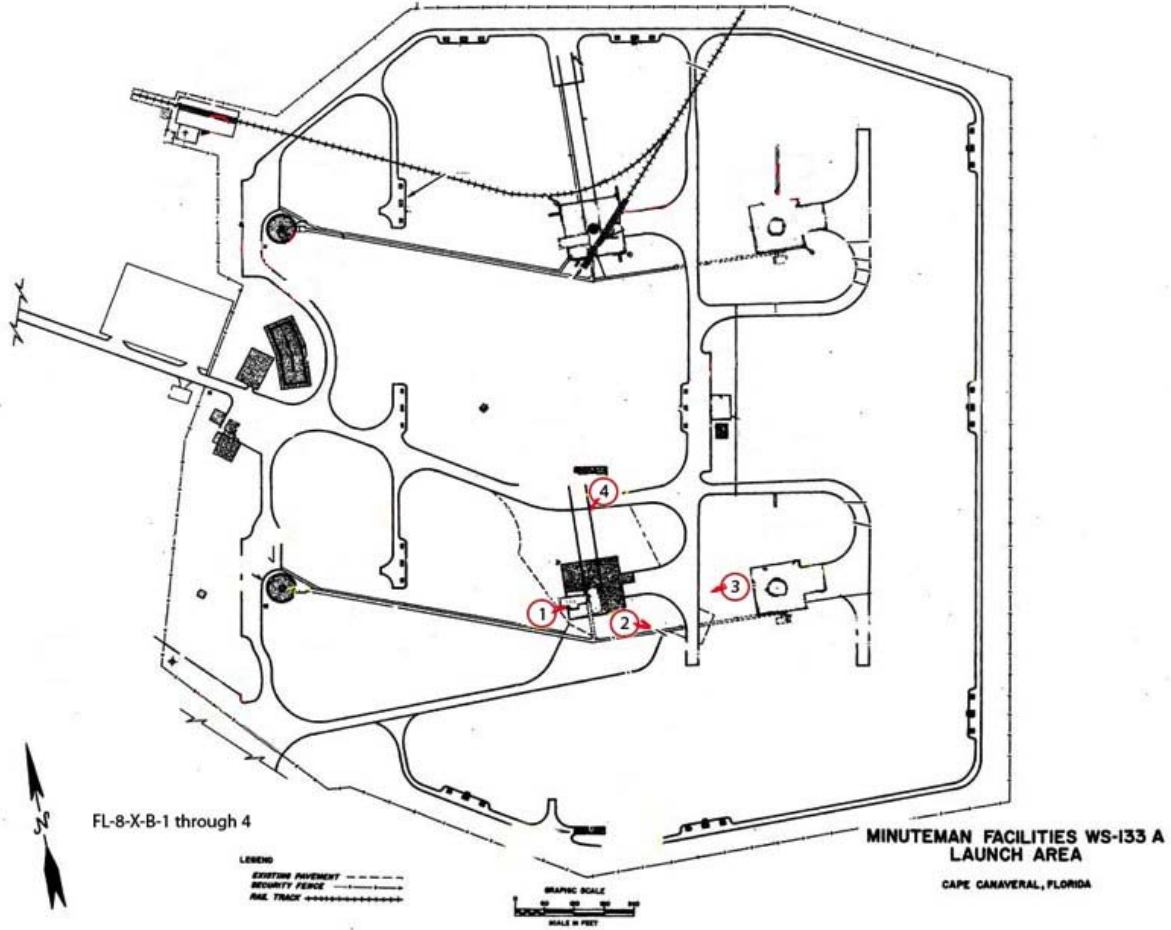 4
3
1
2
FL-8-X-B-1 through 4
MINUTEMAN FACILITIES WS-133 A
LAUNCH AREA
CAPE CANAVERAL, FLORIDA
LEGEND
EXISTING PAVEMENT
SECURITY FENCE
RAIL TRACK
GRAPHIC SCALE
0
SCALE IN FEET